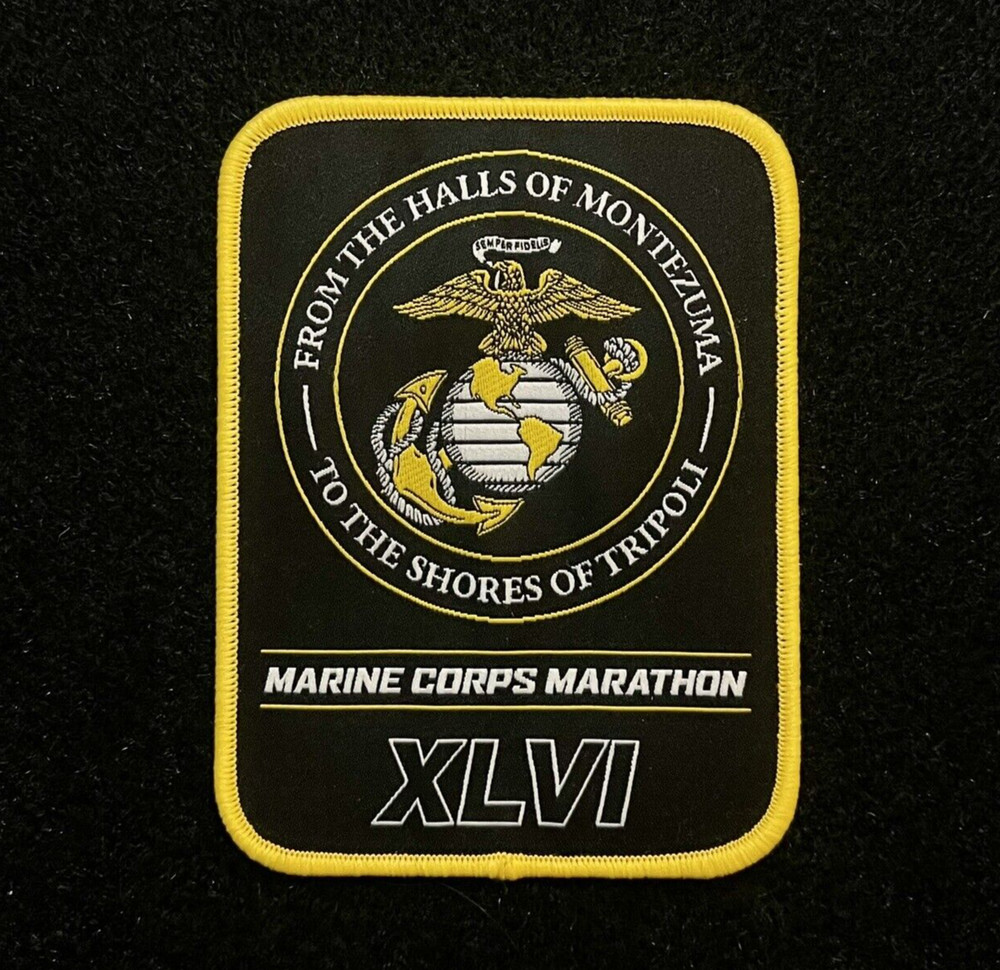 FROM THE HALLS OF MONTEZUMA
SEMPER FIDELIS
TO THE SHORES OF TRIPOLI
MARINE CORPS MARATHON
XLVI